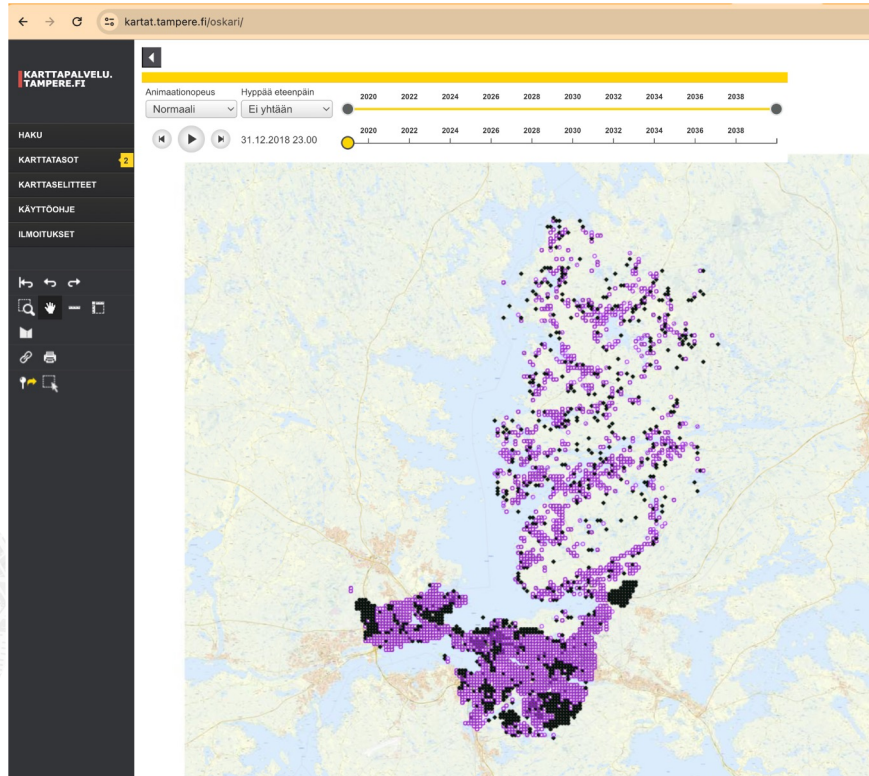 kartat.tampere.fi/oskari/
KARTTAPALVELU.
TAMPERE.FI
Animaationopeus
Hyppää eteenpäin
2020 2022 2024 2026 2028 2030 2032 2034 2036 2038
Normaali
Ei yhtään
2020 2022 2024 2026 2028 2030 2032 2034 2036 2038
31.12.2018 23.00
HAKU
KARTTATASOT 2
KARTTASELITTEET
KÄYTTÖOHJE
ILMOITUKSET